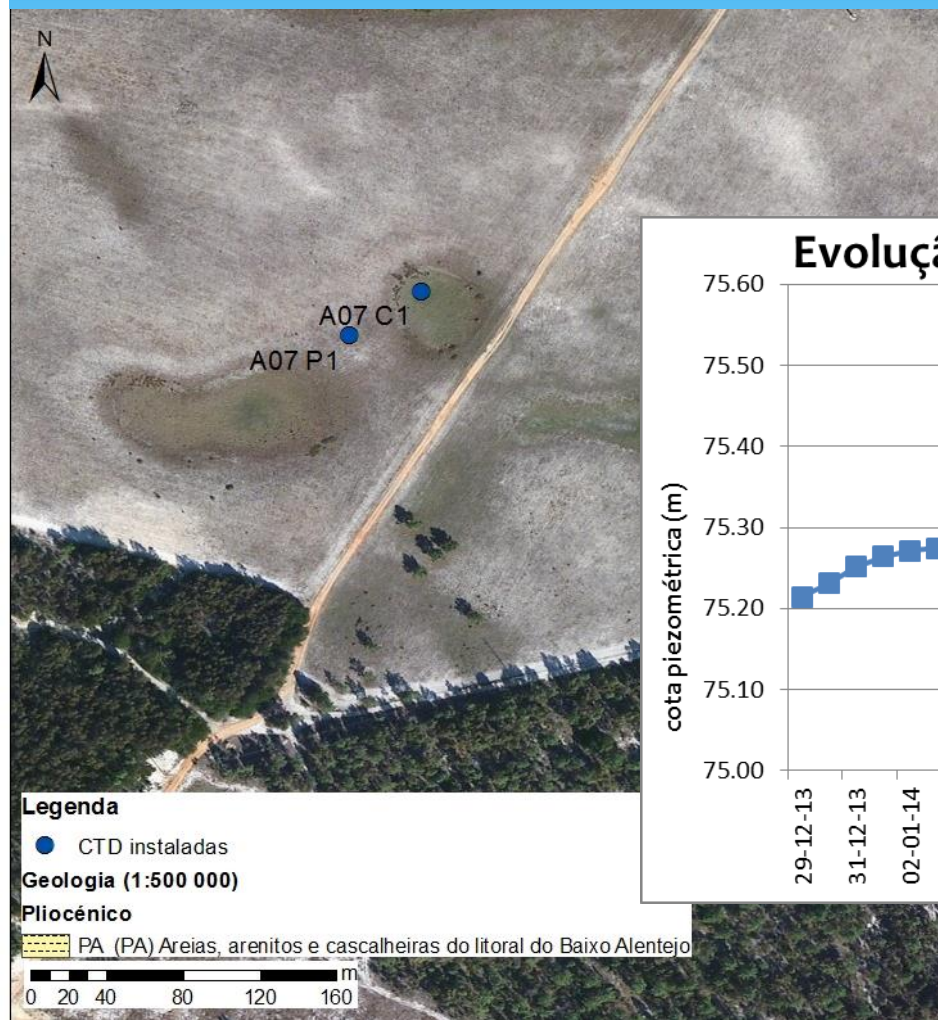 N
A07 C1
A07 P1
Evoluçã
75.60
75.50
75.40
75.30
75.20
75.10
75.00
cota piezométrica (m)
29-12-13
31-12-13
02-01-14
Legenda
CTD instaladas
Geologia (1:500 000)
Pliocénico
PA (PA) Areias, arenitos e cascalheiras do litoral do Baixo Alentejo
m
0 20 40 80 120 160